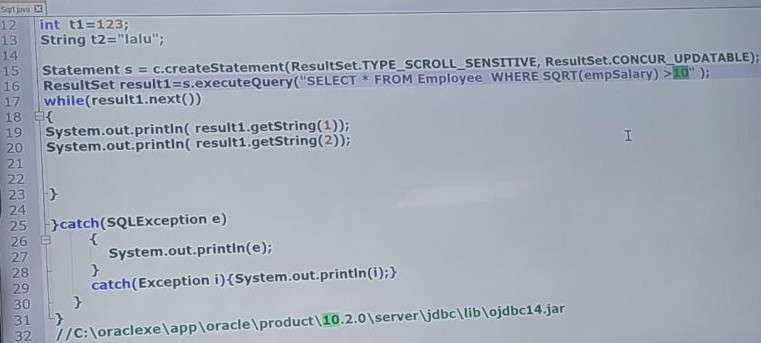 Sqrt.java
12 int t1=123;
13 String t2="lalu";
14
15 Statement s = c.createStatement(ResultSet.TYPE_SCROLL_SENSITIVE, ResultSet.CONCUR_UPDATABLE);
16 ResultSet result1=s.executeQuery("SELECT * FROM Employee  WHERE SQRT(empSalary) >10" );
17 while(result1.next())
18 {
19 System.out.println( result1.getString(1));
20 System.out.println( result1.getString(2));
21
22
23 }
24
25 }catch(SQLException e)
26 {
27 System.out.println(e);
28 }
29 catch(Exception i){System.out.println(i);}
30 }
31 }
32 //C:\oraclexe\app\oracle\product\10.2.0\server\jdbc\lib\ojdbc14.jar